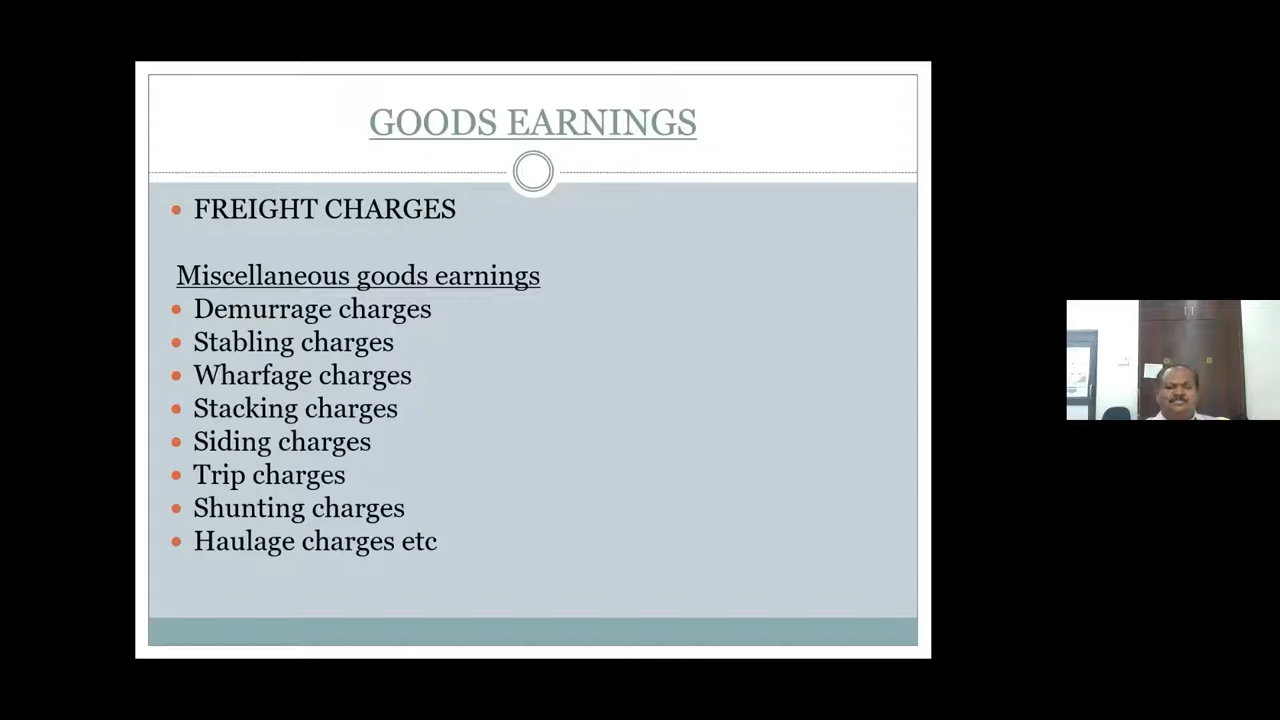 GOODS EARNINGS
FREIGHT CHARGES
Miscellaneous goods earnings
Demurrage charges
Stabling charges
Wharfage charges
Stacking charges
Siding charges
Trip charges
Shunting charges
Haulage charges etc